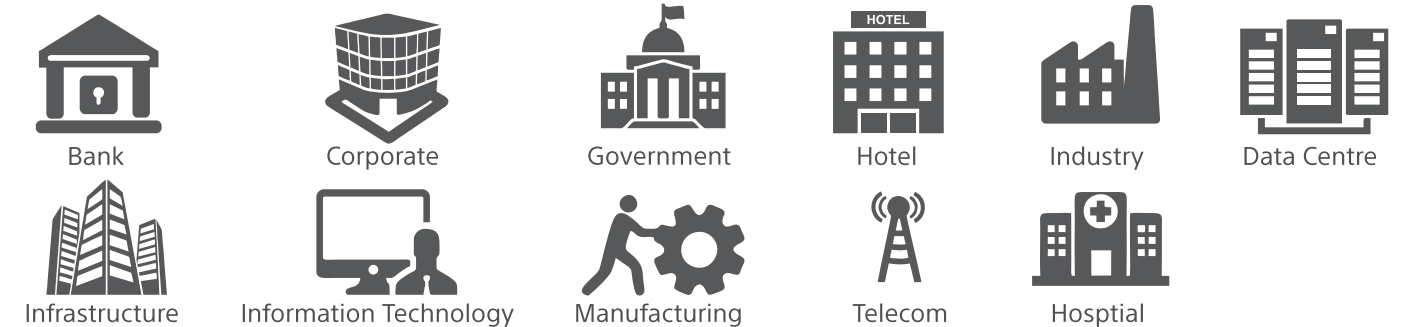 HOTEL
Bank
Corporate
Government
Hotel
Industry
Data Centre
Infrastructure
Information Technology
Manufacturing
Telecom
Hosptial